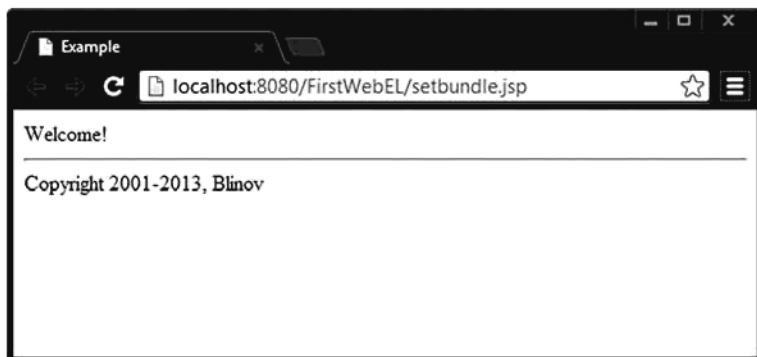 Example
localhost:8080/FirstWebEL/setbundle.jsp
Welcome!
Copyright 2001-2013, Blinov